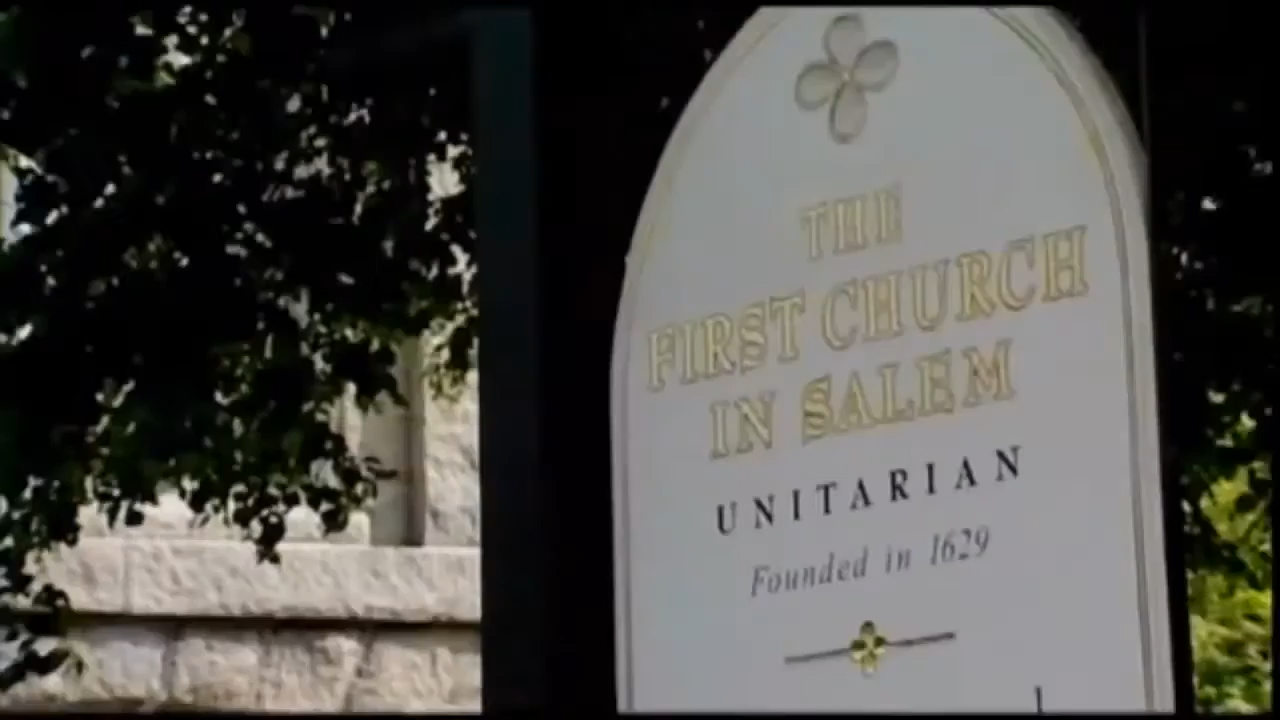 THE
FIRST CHURCH
IN SALEM
UNITARIAN
Founded in 1629